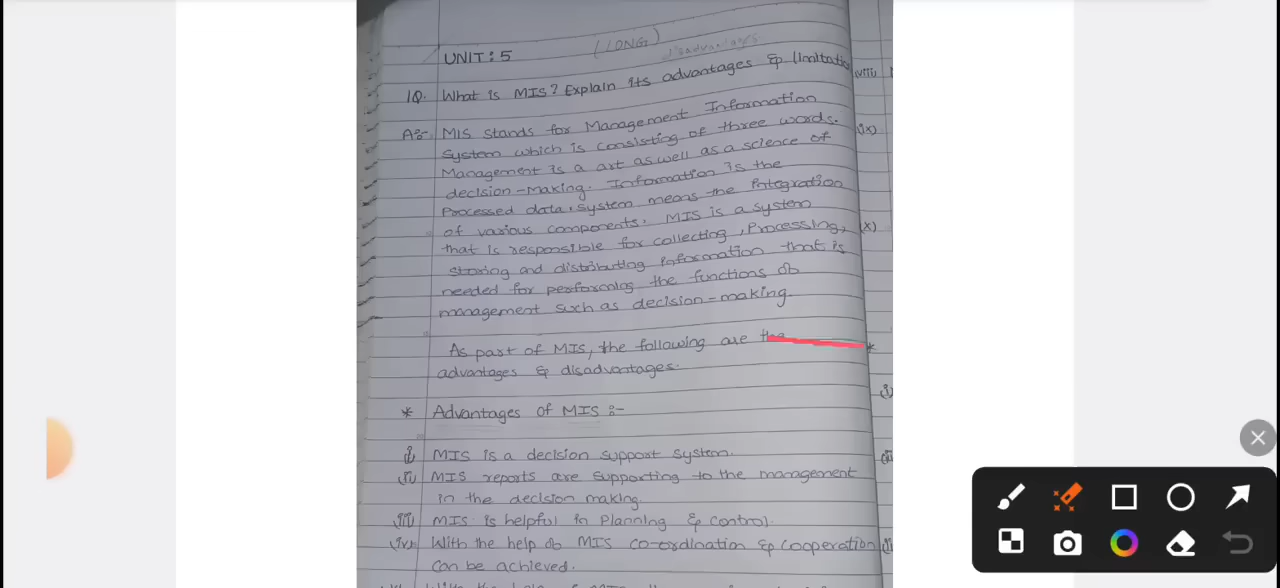 UNIT: 5
(LONG)
disadvantages
1Q. What is MIS? Explain its advantages & limitatio
A:- MIS stands for Management Information
System which is consisting of three words.
Management is a art as well as a science of
decision-Making. Information is the
Processed data, system means the integration
of various components. MIS is a system
that is responsible for collecting, Processing,
storing and distributing information that is
needed for performing the functions of
management such as decision-making.
As part of MIS, the following are the
advantages & disadvantages.
* Advantages of MIS :-
i) MIS is a decision support system.
ii) MIS reports are supporting to the management
in the decision making.
iii) MIS is helpful in planning & control.
iv) With the help of MIS co-ordination & cooperation
can be achieved.
viii)
ix)
(x)
*
i)